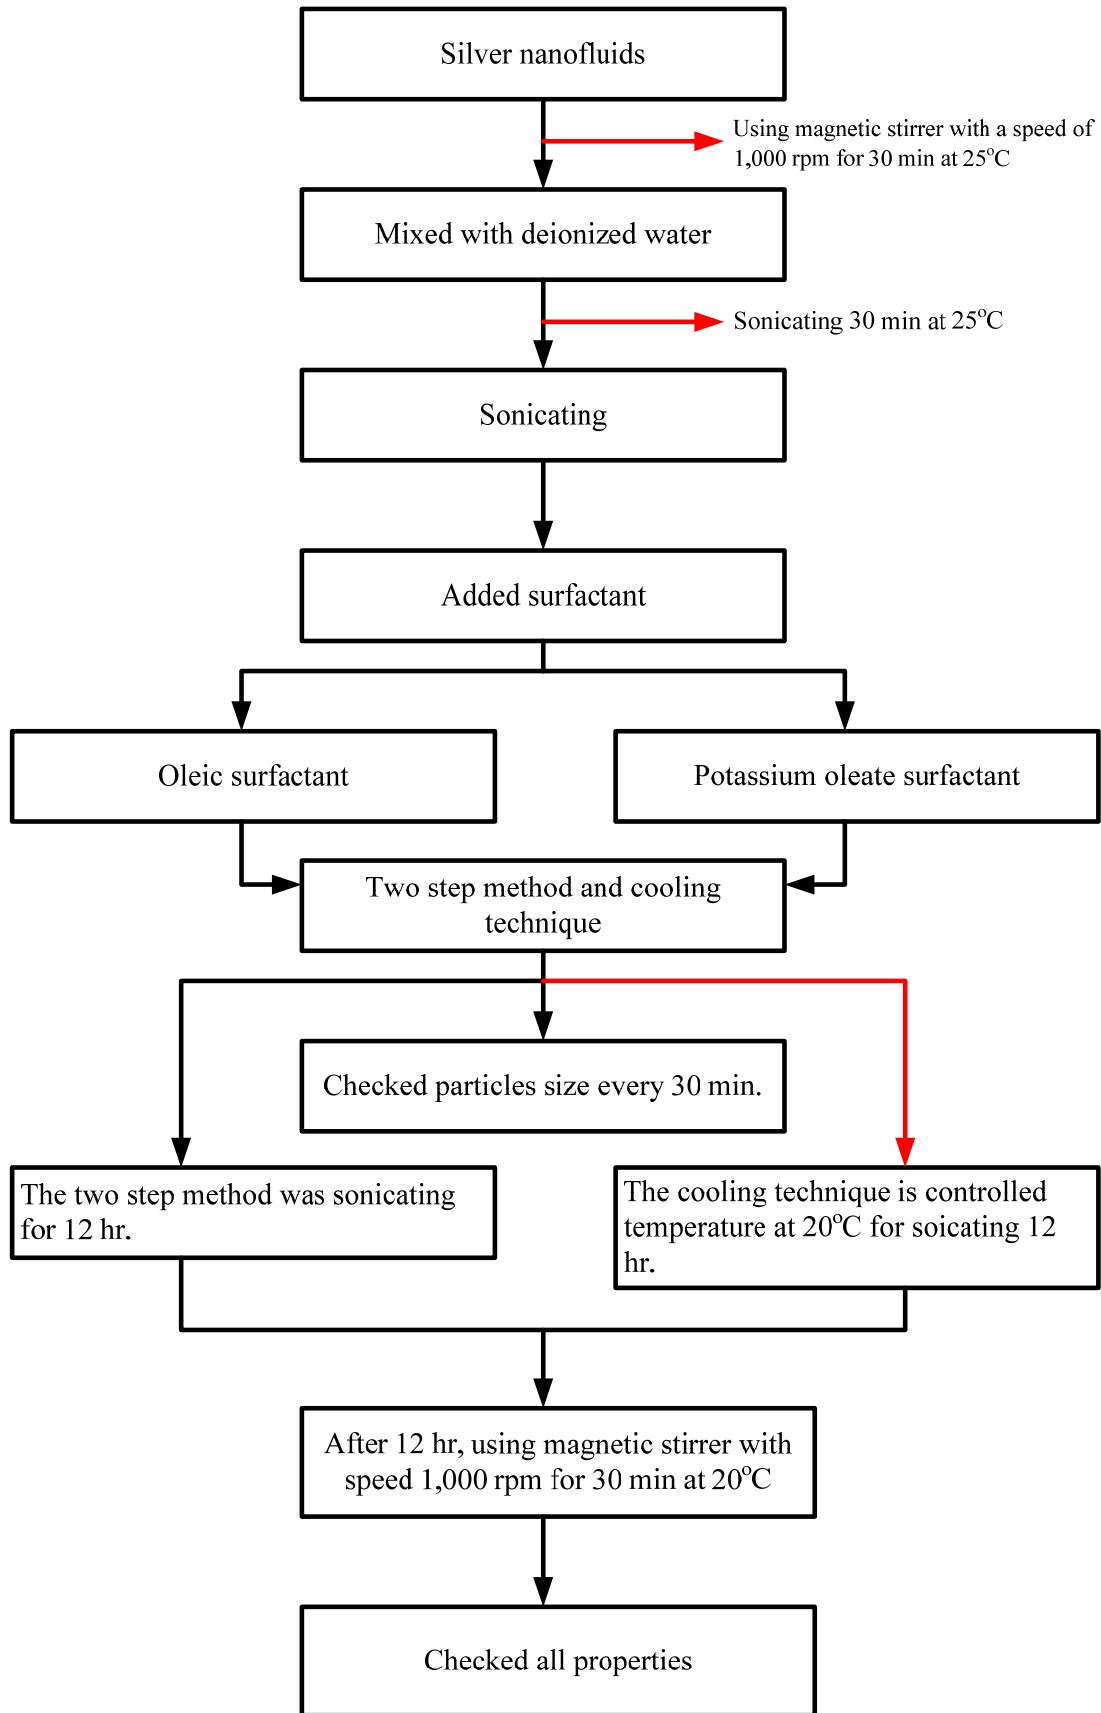 Silver nanofluids
Using magnetic stirrer with a speed of
1,000 rpm for 30 min at 25°C
Mixed with deionized water
Sonicating 30 min at 25°C
Sonicating
Added surfactant
Oleic surfactant
Potassium oleate surfactant
Two step method and cooling
technique
Checked particles size every 30 min.
The two step method was sonicating
for 12 hr.
The cooling technique is controlled
temperature at 20°C for soicating 12
hr.
After 12 hr, using magnetic stirrer with
speed 1,000 rpm for 30 min at 20°C
Checked all properties